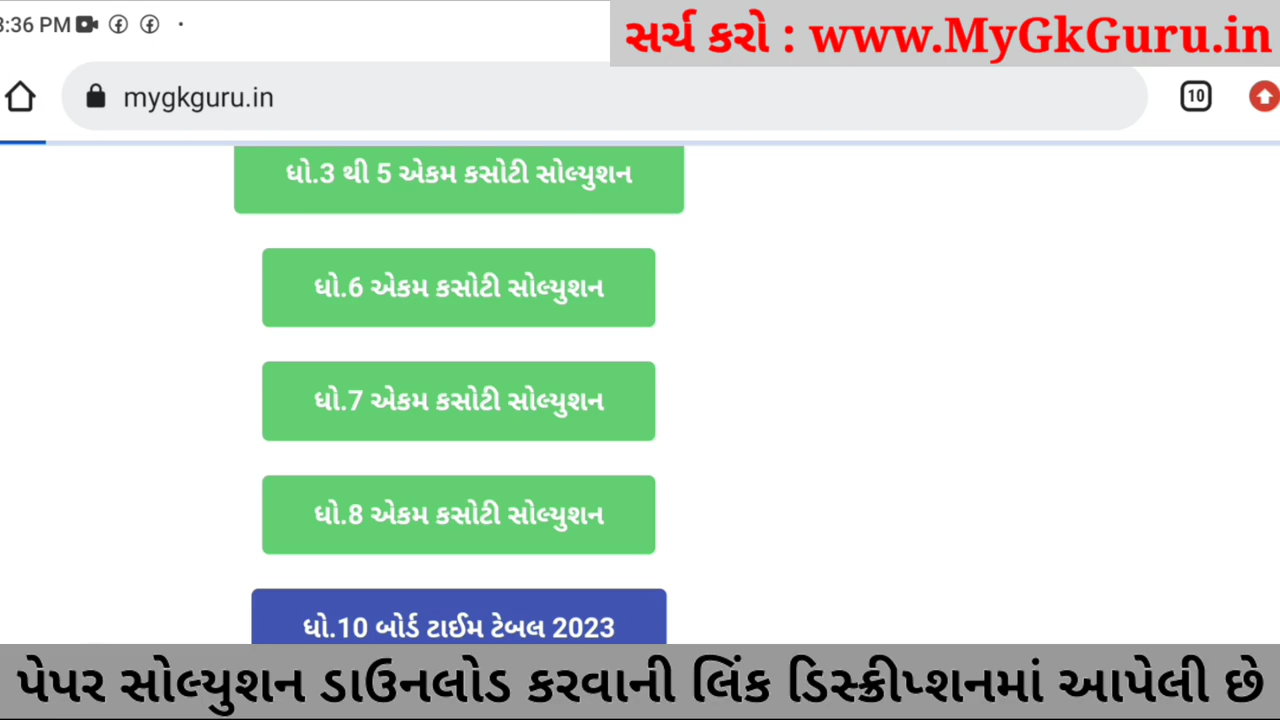 3:36 PM
સર્ચ કરો : www.MyGkGuru.in
mygkguru.in
10
ધો.3 થી 5 એકમ કસોટી સોલ્યુશન
ધો.6 એકમ કસોટી સોલ્યુશન
ધો.7 એકમ કસોટી સોલ્યુશન
ધો.8 એકમ કસોટી સોલ્યુશન
ધો.10 બોર્ડ ટાઈમ ટેબલ 2023
પેપર સોલ્યુશન ડાઉનલોડ કરવાની લિંક ડિસ્ક્રીપ્શનમાં આપેલી છે